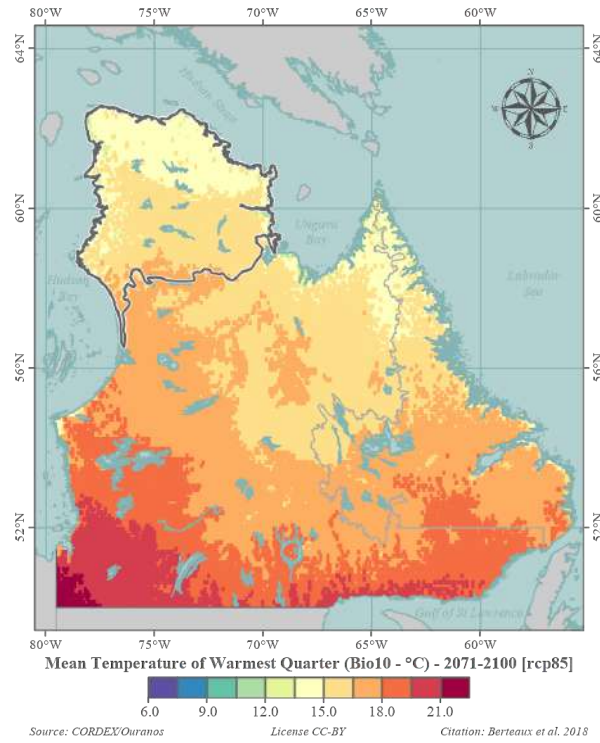 80°W 75°W 70°W 65°W 60°W
64°N 64°N
Hudson Strait
60°N 60°N
Ungava
Bay
Hudson
Bay
Labrador
Sea
56°N 56°N
52°N 52°N
Gulf of St Lawrence
80°W 75°W 70°W 65°W 60°W
Mean Temperature of Warmest Quarter (Bio10 - °C) - 2071-2100 [rcp85]
6.0 9.0 12.0 15.0 18.0 21.0
Source: CORDEX/Ouranos License CC-BY Citation: Berteaux et al. 2018